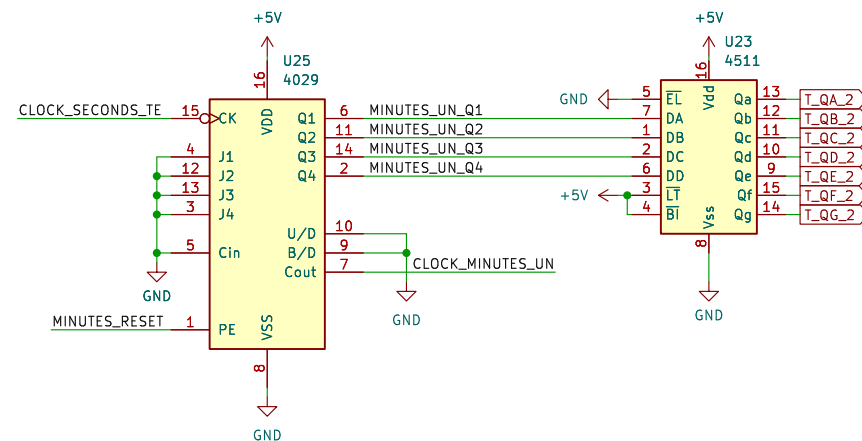 +5V
U25
4029
16
VDD
CLOCK_SECONDS_TE
15
CK
4
J1
12
J2
13
J3
3
J4
5
Cin
GND
MINUTES_RESET
1
PE
VSS
8
GND
Q1
6
MINUTES_UN_Q1
Q2
11
MINUTES_UN_Q2
Q3
14
MINUTES_UN_Q3
Q4
2
MINUTES_UN_Q4
U/D
10
B/D
9
Cout
7
CLOCK_MINUTES_UN
GND
+5V
U23
4511
16
Vdd
GND
5
EL
7
DA
1
DB
2
DC
6
DD
+5V
3
LT
4
BI
Vss
8
GND
Qa
13
T_QA_2
Qb
12
T_QB_2
Qc
11
T_QC_2
Qd
10
T_QD_2
Qe
9
T_QE_2
Qf
15
T_QF_2
Qg
14
T_QG_2